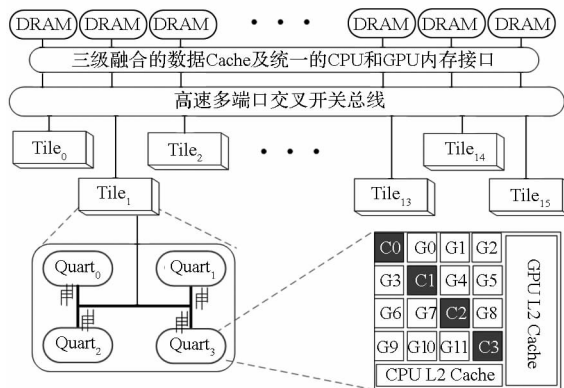 DRAM DRAM DRAM DRAM DRAM DRAM
三级融合的数据Cache及统一的CPU和GPU内存接口
高速多端口交叉开关总线
Tile0 Tile2 Tile14
Tile1 Tile13 Tile15
Quart0 Quart1
Quart2 Quart3
C0 G0 G1 G2
G3 C1 G4 G5
G6 G7 C2 G8
G9 G10 G11 C3
GPU L2 Cache
CPU L2 Cache